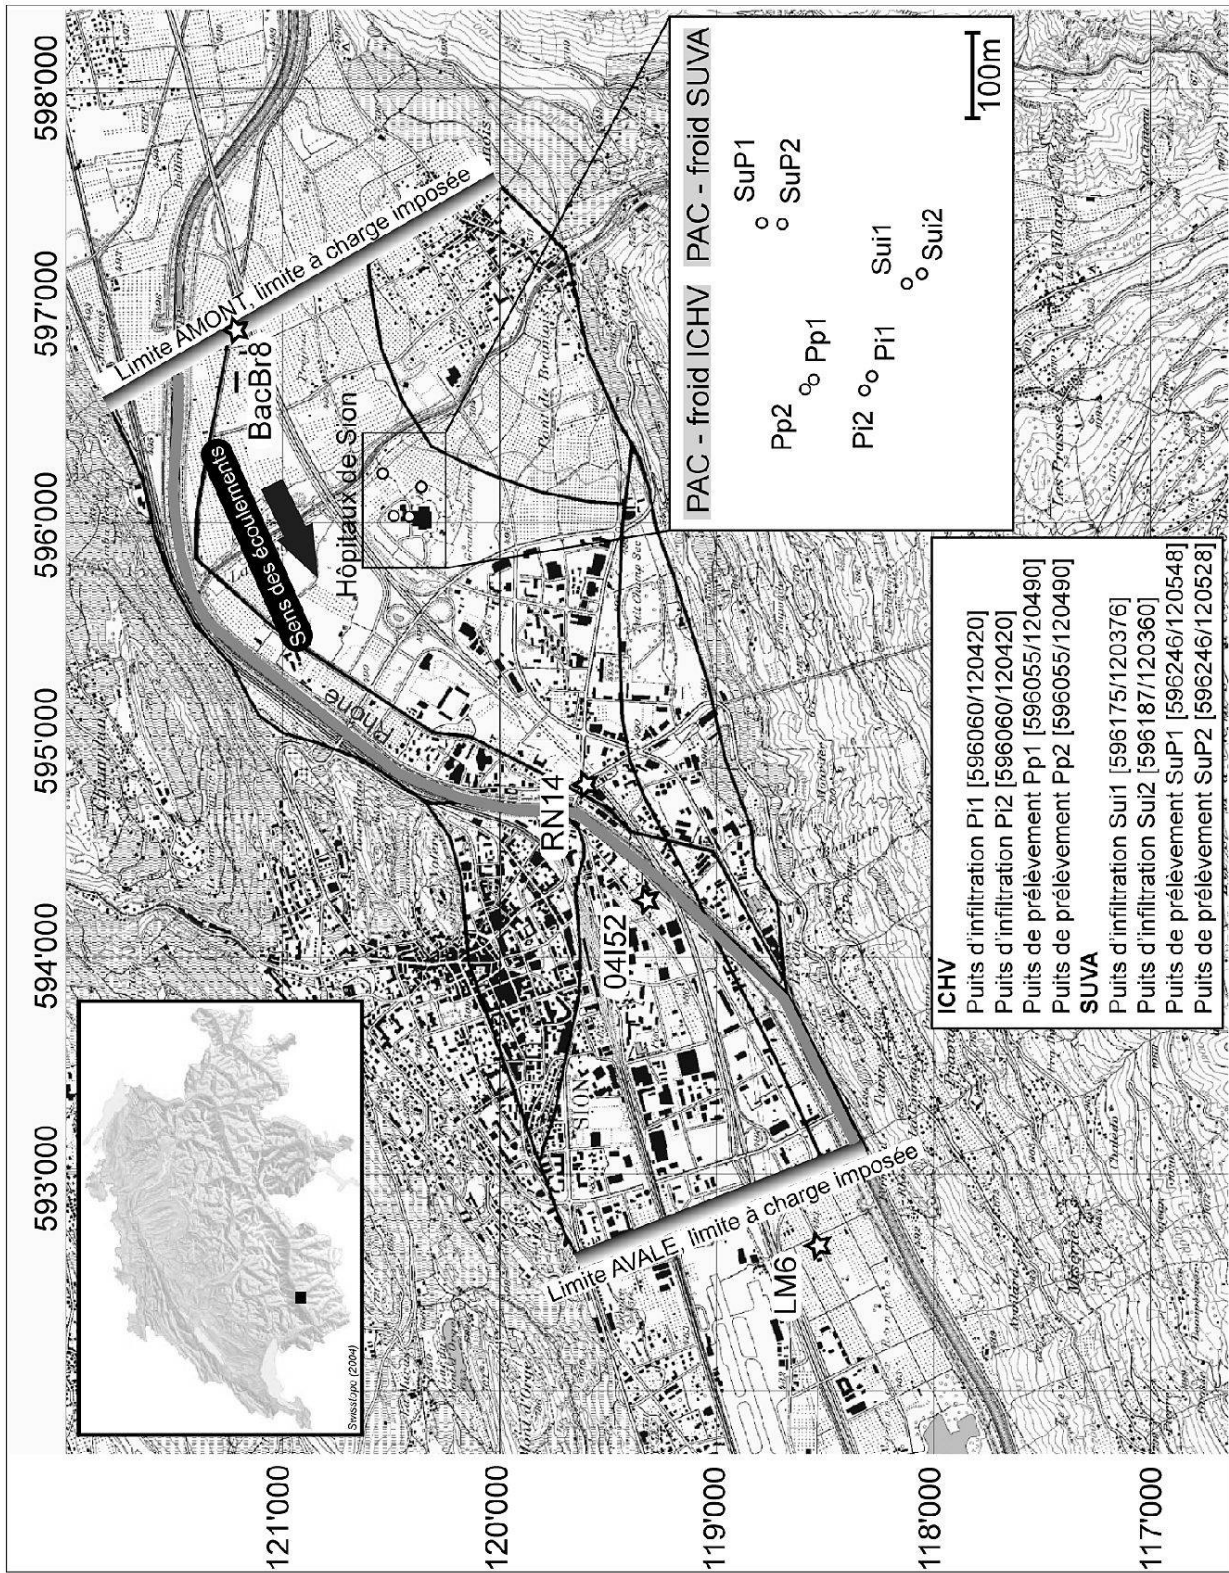 593'000
594'000
595'000
596'000
597'000
598'000
121'000
120'000
119'000
118'000
117'000
Swisstopo (2004)
Limite AMONT, limite à charge imposée
BacBr8
Sens des écoulements
Hôpitaux de Sion
Rhône
RN14
04I52
SION
Limite AVALE, limite à charge imposée
LM6
PAC - froid ICHV
PAC - froid SUVA
SuP1
SuP2
Pp2
Pp1
Sui1
Sui2
Pi2
Pi1
100m
ICHV
Puits d'infiltration Pi1 [596060/120420]
Puits d'infiltration Pi2 [596060/120420]
Puits de prélèvement Pp1 [596055/120490]
Puits de prélèvement Pp2 [596055/120490]
SUVA
Puits d'infiltration Sui1 [596175/120376]
Puits d'infiltration Sui2 [596187/120360]
Puits de prélèvement SuP1 [596246/120548]
Puits de prélèvement SuP2 [596246/120528]